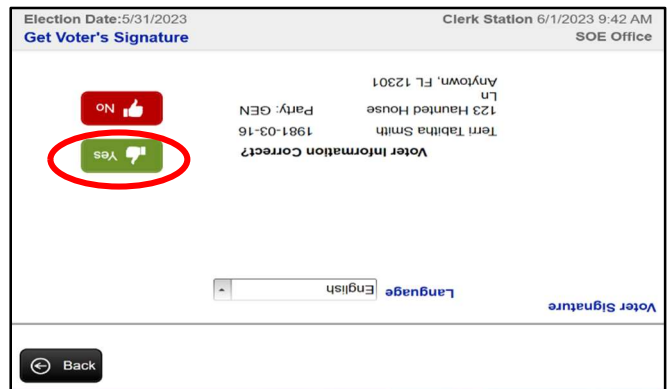 Election Date:5/31/2023
Clerk Station 6/1/2023 9:42 AM
Get Voter's Signature
SOE Office
Voter Signature
Language English
Voter Information Correct?
Terri Tabitha Smith 1981-03-16
123 Haunted House Party: GEN
Ln
Anytown, FL 12301
Yes
No
Back